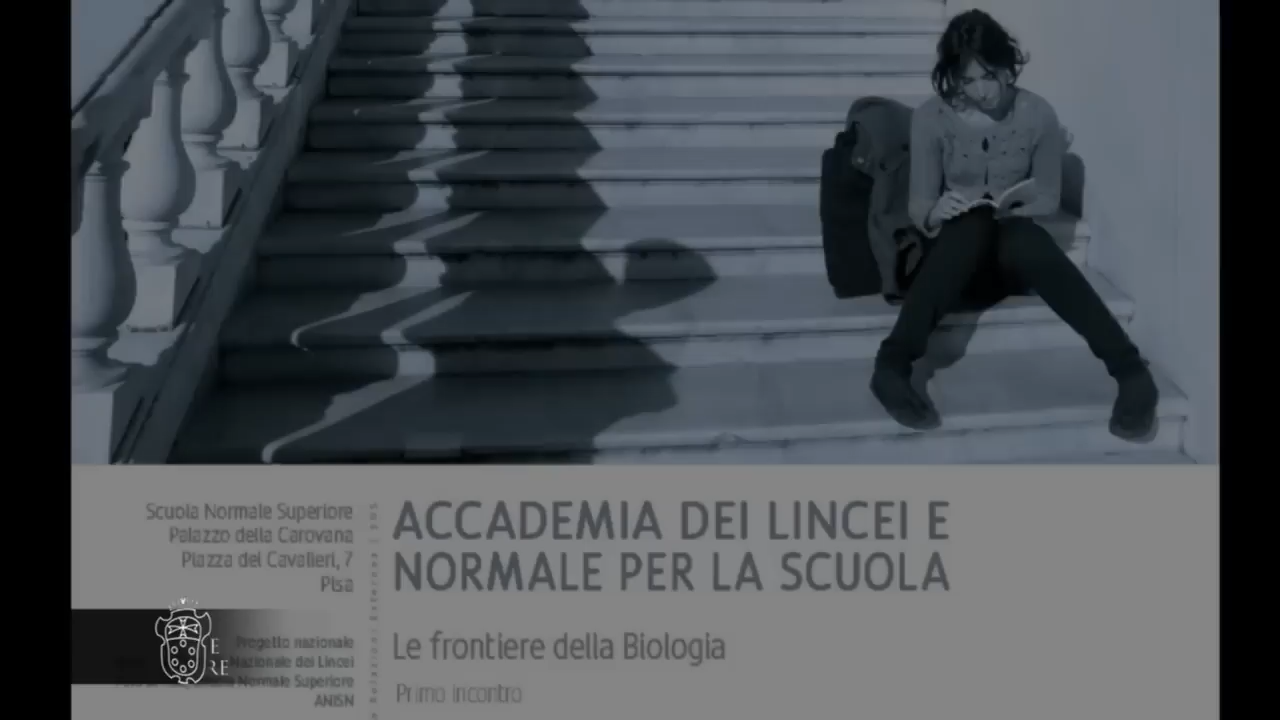 Scuola Normale Superiore
Palazzo della Carovana
Piazza dei Cavalieri, 7
Pisa
ACCADEMIA DEI LINCEI E
NORMALE PER LA SCUOLA
Le frontiere della Biologia
Primo incontro
Progetto nazionale
Nazionale dei Lincei
Normale Superiore
ANISN
E
RE